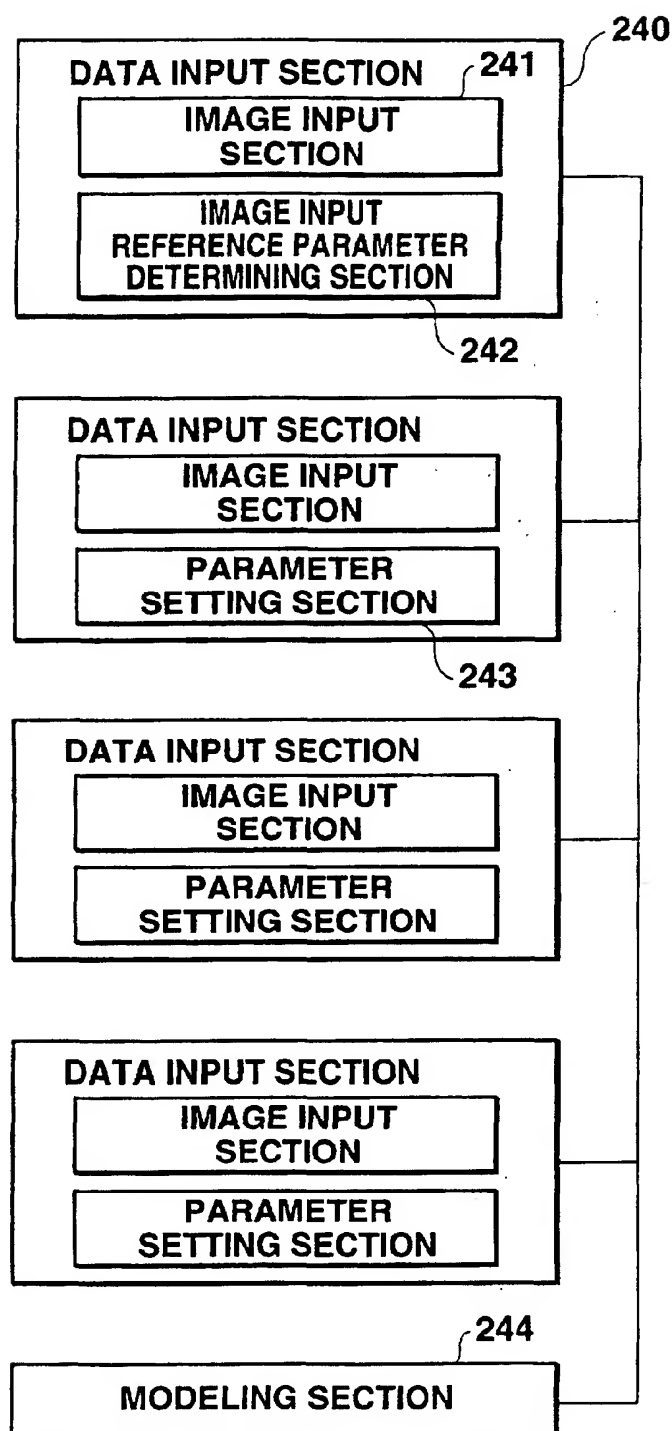 240
DATA INPUT SECTION
241
IMAGE INPUT
SECTION
IMAGE INPUT
REFERENCE PARAMETER
DETERMINING SECTION
242
DATA INPUT SECTION
IMAGE INPUT
SECTION
PARAMETER
SETTING SECTION
243
DATA INPUT SECTION
IMAGE INPUT
SECTION
PARAMETER
SETTING SECTION
DATA INPUT SECTION
IMAGE INPUT
SECTION
PARAMETER
SETTING SECTION
244
MODELING SECTION